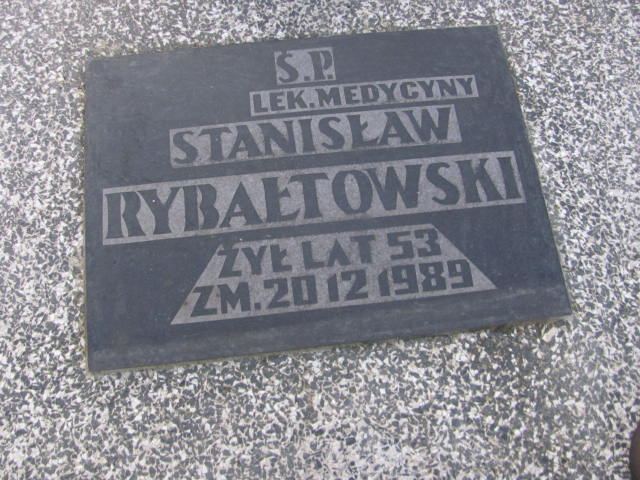 Ś.P.
LEK. MEDYCYNY
STANISŁAW
RYBAŁTOWSKI
ŻYŁ LAT 53
ZM. 20 12 1989